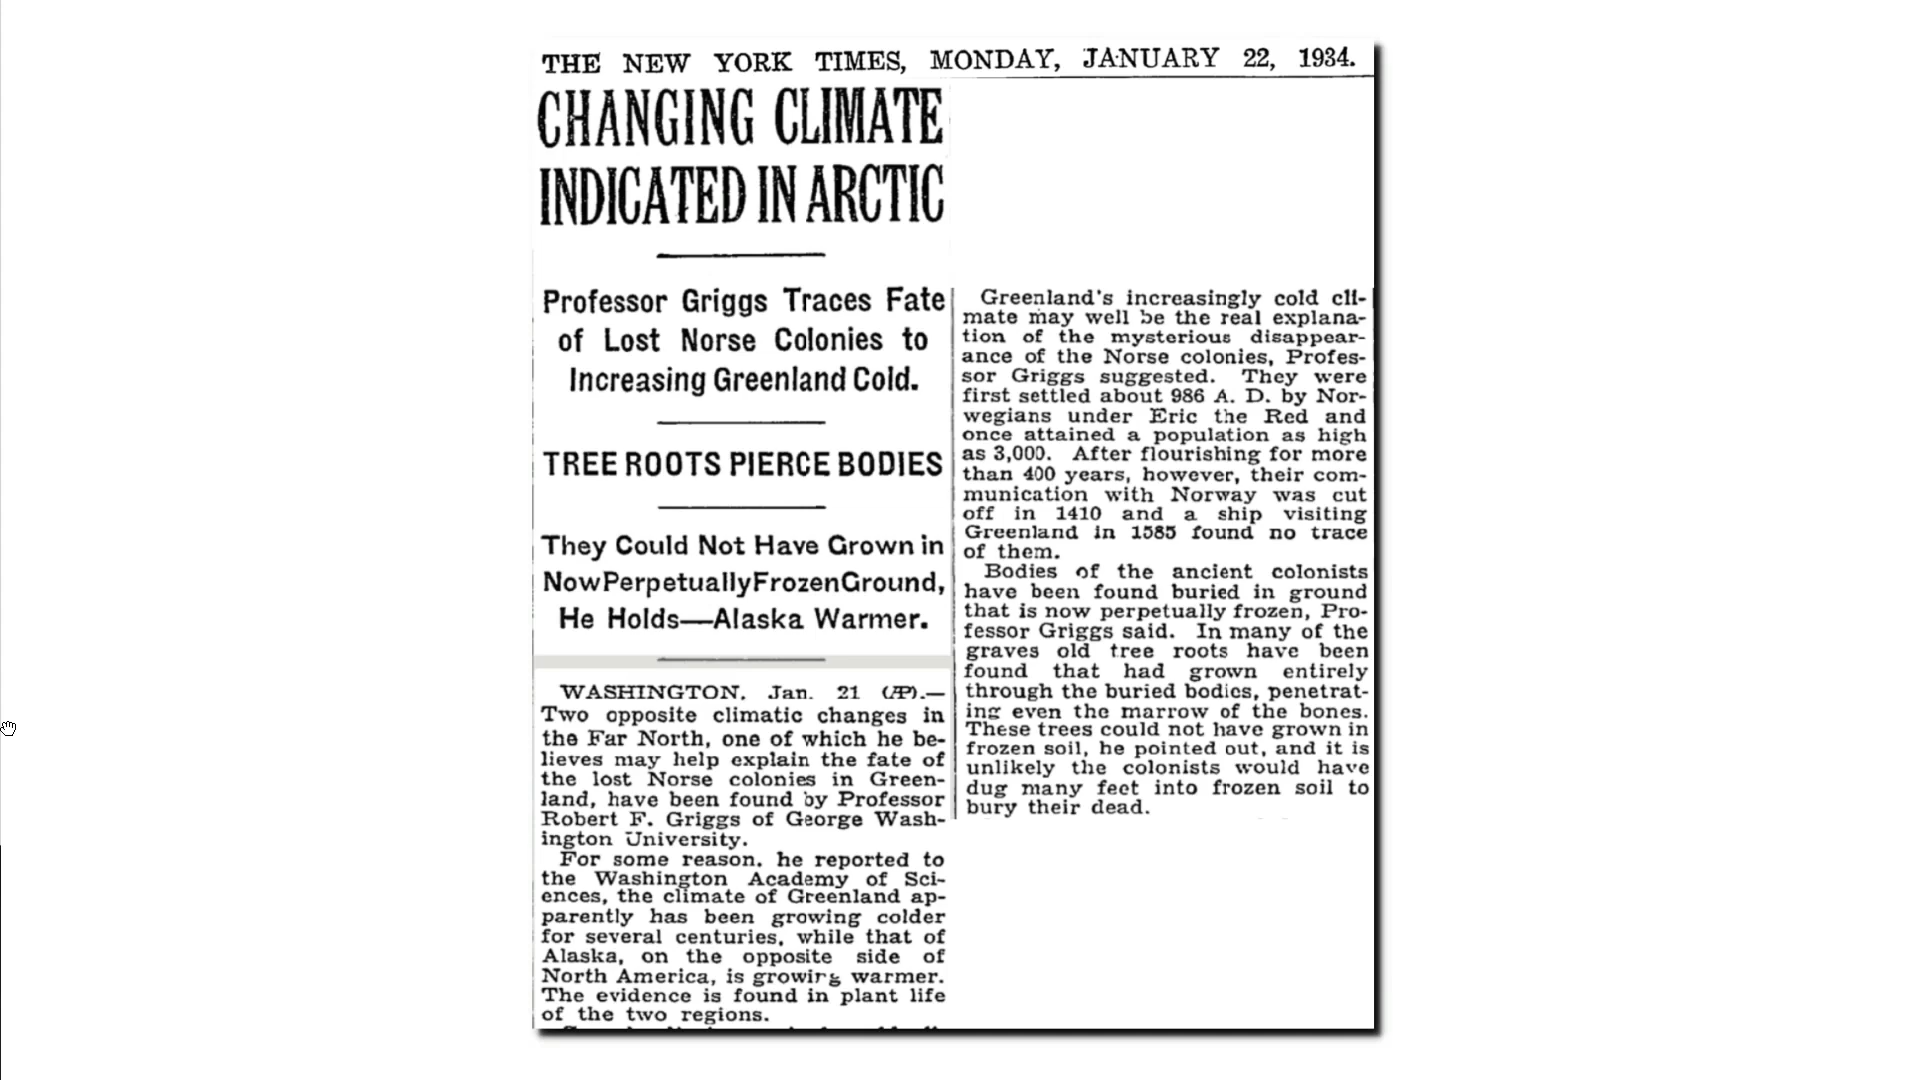 THE NEW YORK TIMES, MONDAY, JANUARY 22, 1934.
CHANGING CLIMATE
INDICATED IN ARCTIC
Professor Griggs Traces Fate
of Lost Norse Colonies to
Increasing Greenland Cold.
TREE ROOTS PIERCE BODIES
They Could Not Have Grown in
Now Perpetually Frozen Ground,
He Holds—Alaska Warmer.
WASHINGTON, Jan. 21 (AP).—
Two opposite climatic changes in
the Far North, one of which he be-
lieves may help explain the fate of
the lost Norse colonies in Green-
land, have been found by Professor
Robert F. Griggs of George Wash-
ington University.
For some reason, he reported to
the Washington Academy of Sci-
ences, the climate of Greenland ap-
parently has been growing colder
for several centuries, while that of
Alaska, on the opposite side of
North America, is growing warmer.
The evidence is found in plant life
of the two regions.
Greenland's increasingly cold cli-
mate may well be the real explana-
tion of the mysterious disappear-
ance of the Norse colonies, Profes-
sor Griggs suggested. They were
first settled about 986 A. D. by Nor-
wegians under Eric the Red and
once attained a population as high
as 3,000. After flourishing for more
than 400 years, however, their com-
munication with Norway was cut
off in 1410 and a ship visiting
Greenland in 1585 found no trace
of them.
Bodies of the ancient colonists
have been found buried in ground
that is now perpetually frozen, Pro-
fessor Griggs said. In many of the
graves old tree roots have been
found that had grown entirely
through the buried bodies, penetrat-
ing even the marrow of the bones.
These trees could not have grown in
frozen soil, he pointed out, and it is
unlikely the colonists would have
dug many feet into frozen soil to
bury their dead.